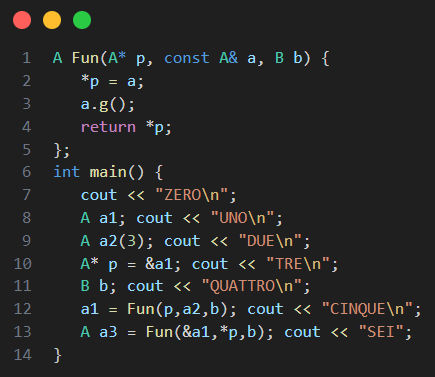 1 A Fun(A* p, const A& a, B b) {
2 *p = a;
3 a.g();
4 return *p;
5 };
6 int main() {
7 cout << "ZERO\n";
8 A a1; cout << "UNO\n";
9 A a2(3); cout << "DUE\n";
10 A* p = &a1; cout << "TRE\n";
11 B b; cout << "QUATTRO\n";
12 a1 = Fun(p,a2,b); cout << "CINQUE\n";
13 A a3 = Fun(&a1,*p,b); cout << "SEI";
14 }